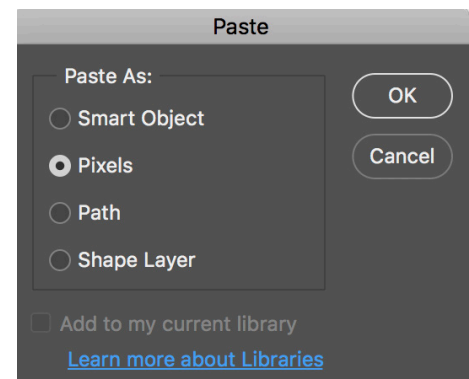 Paste
Paste As:
Smart Object
Pixels
Path
Shape Layer
OK
Cancel
Add to my current library
Learn more about Libraries